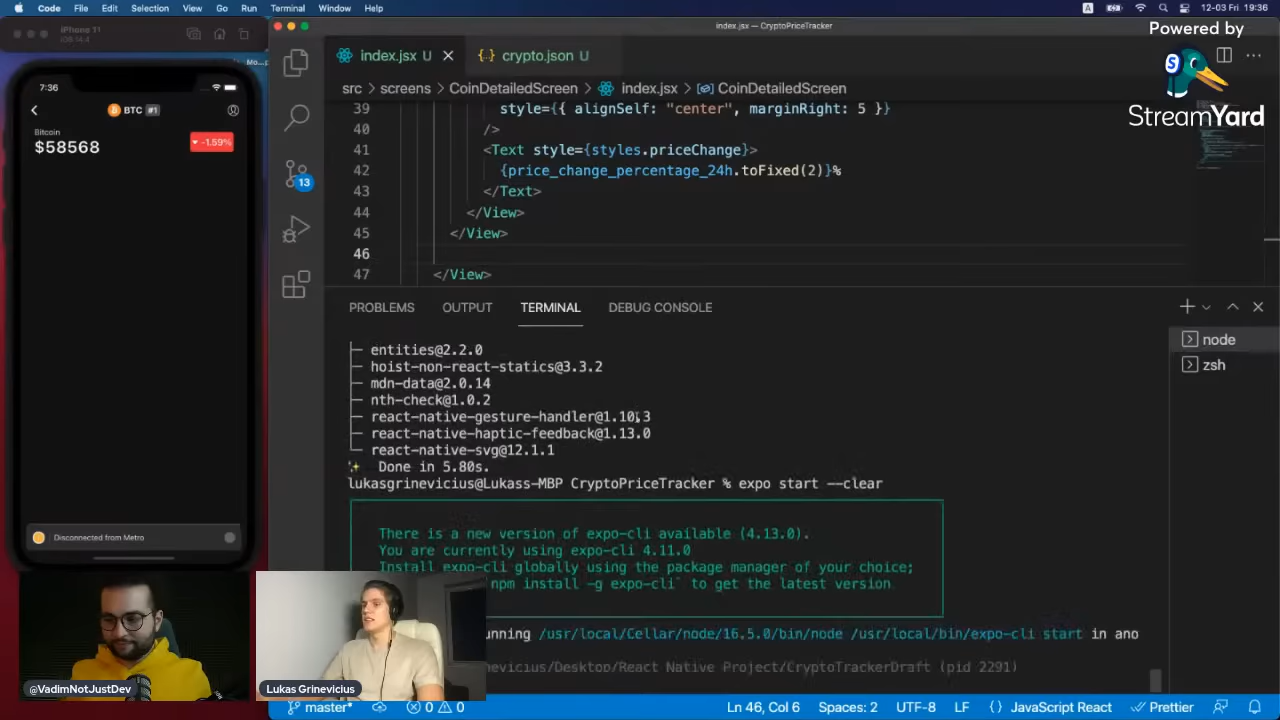 Code File Edit Selection View Go Run Terminal Window Help
A
12-03 Fri 19:36
iPhone 11
iOS 14.4
index.jsx — CryptoPriceTracker
Powered by
StreamYard
7:36
BTC #1
Bitcoin
$58568
-1.59%
Disconnected from Metro
index.jsx U
crypto.json U
src > screens > CoinDetailedScreen > index.jsx > CoinDetailedScreen
39 style={{ alignSelf: "center", marginRight: 5 }}
40 />
41 <Text style={styles.priceChange}>
42 {price_change_percentage_24h.toFixed(2)}%
43 </Text>
44 </View>
45 </View>
46
47 </View>
13
PROBLEMS OUTPUT TERMINAL DEBUG CONSOLE
node
zsh
├─ entities@2.2.0
├─ hoist-non-react-statics@3.3.2
├─ mdn-data@2.0.14
├─ nth-check@1.0.2
├─ react-native-gesture-handler@1.10.3
├─ react-native-haptic-feedback@1.13.0
└─ react-native-svg@12.1.1
✨ Done in 5.80s.
lukasgrinevicius@Lukass-MBP CryptoPriceTracker % expo start --clear
There is a new version of expo-cli available (4.13.0).
You are currently using expo-cli 4.11.0
Install expo-cli globally using the package manager of your choice;
npm install -g expo-cli` to get the latest version
unning /usr/local/Cellar/node/16.5.0/bin/node /usr/local/bin/expo-cli start in ano
nevicius/Desktop/React Native Project/CryptoTrackerDraft (pid 2291)
@VadimNotJustDev
Lukas Grinevicius
master* 0 0
Ln 46, Col 6 Spaces: 2 UTF-8 LF {} JavaScript React Prettier